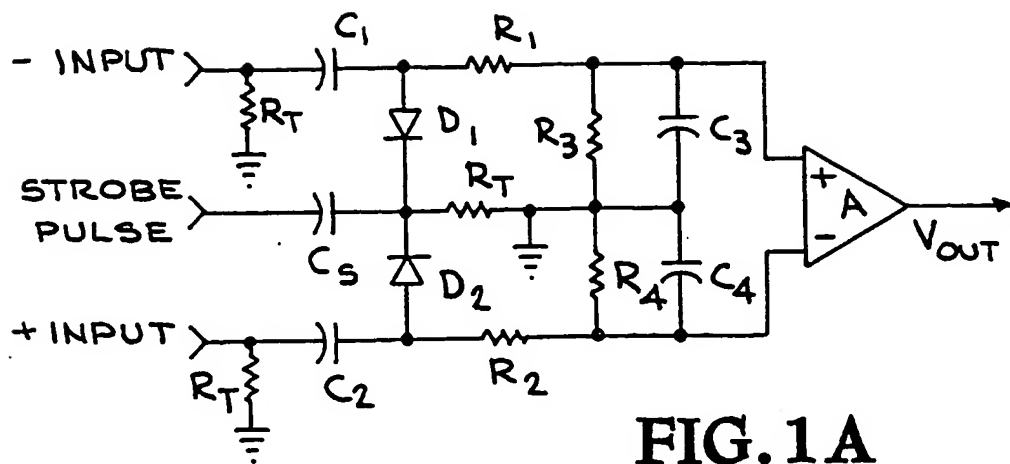 - INPUT
C1
R1
RT
D1
R3
C3
STROBE
PULSE
RT
+
A
-
VOUT
CS
D2
R4
C4
+ INPUT
RT
C2
R2
FIG. 1A